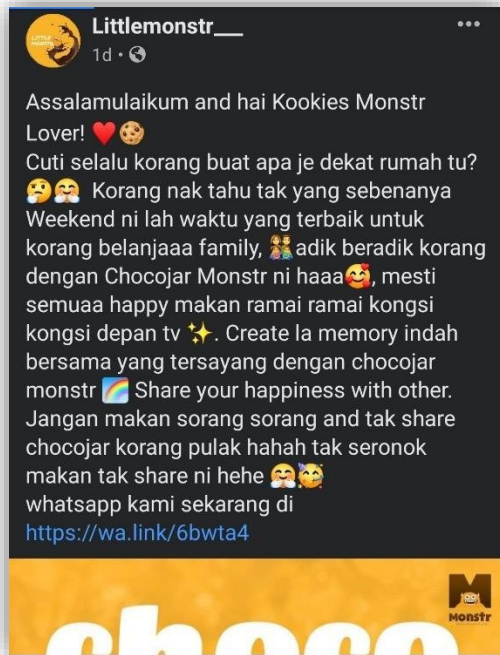 LITTLE MONSTR
Littlemonstr___
1d
Assalamulaikum and hai Kookies Monstr
Lover! ❤️🍪
Cuti selalu korang buat apa je dekat rumah tu?
🤔🤗 Korang nak tahu tak yang sebenanya
Weekend ni lah waktu yang terbaik untuk
korang belanjaaa family, 👫adik beradik korang
dengan Chocojar Monstr ni haaa🥰, mesti
semuaa happy makan ramai ramai kongsi
kongsi depan tv ✨. Create la memory indah
bersama yang tersayang dengan chocojar
monstr 🌈 Share your happiness with other.
Jangan makan sorang sorang and tak share
chocojar korang pulak hahah tak seronok
makan tak share ni hehe 🤗🥳
whatsapp kami sekarang di
https://wa.link/6bwta4
MONSTR
choco